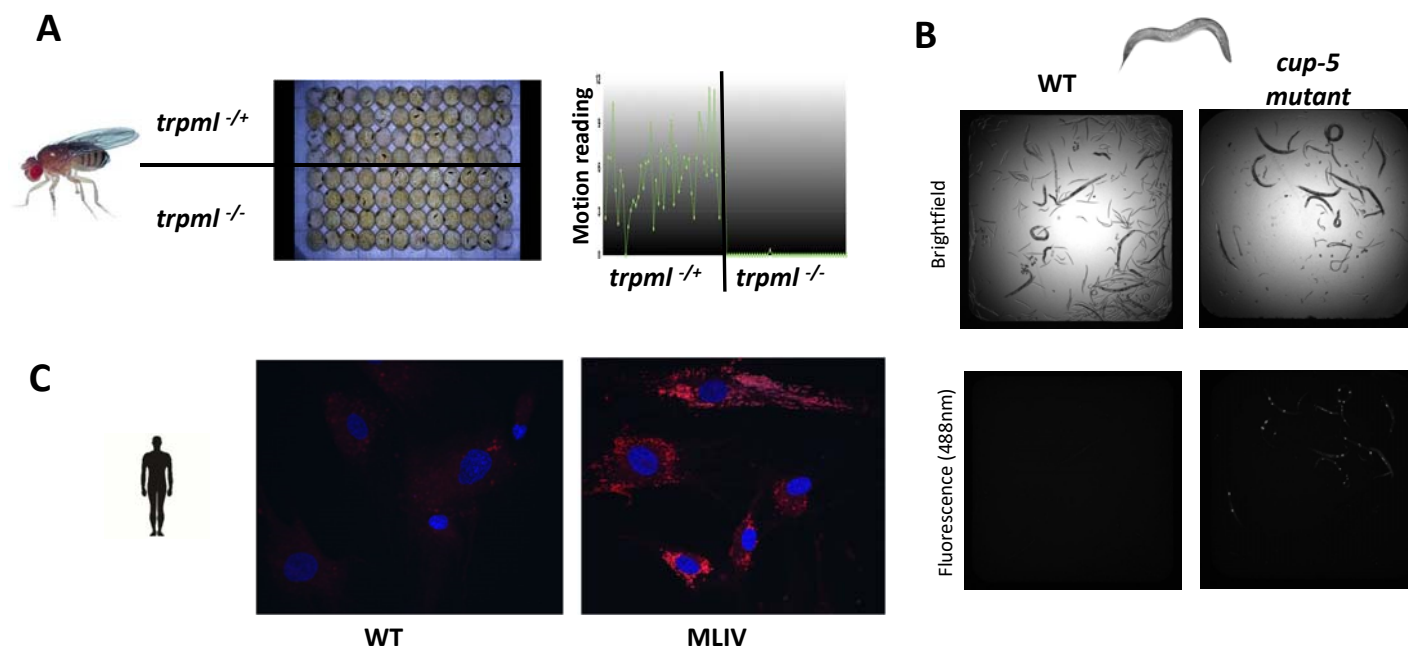 A
trpml -/+
trpml -/-
Motion reading
trpml -/+
trpml -/-
B
WT
cup-5
mutant
Brightfield
Fluorescence (488nm)
C
WT
MLIV